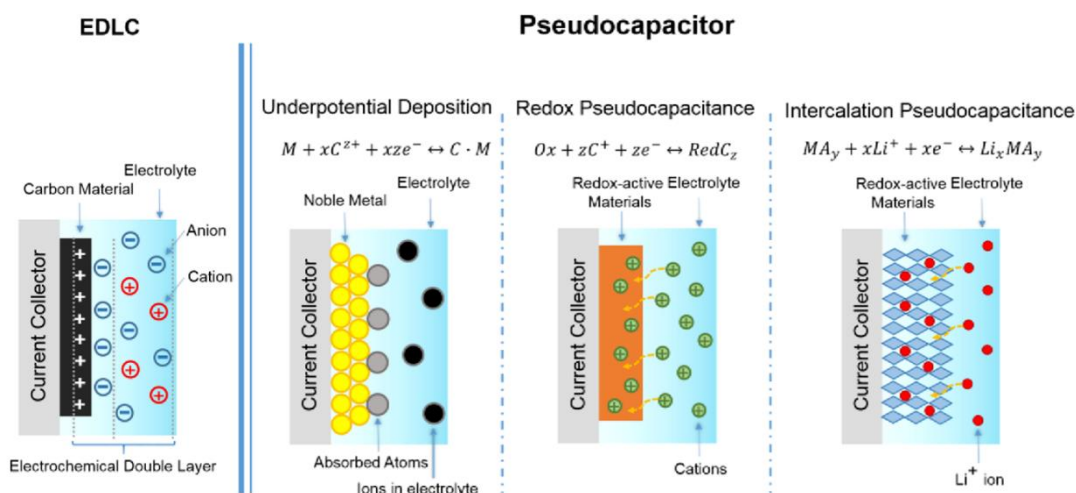 EDLC
Pseudocapacitor
Underpotential Deposition
Redox Pseudocapacitance
Intercalation Pseudocapacitance
M + xC^{z+} + xze^- ↔ C · M
Ox + zC^+ + ze^- ↔ RedC_z
MA_y + xLi^+ + xe^- ↔ Li_xMA_y
Electrolyte
Carbon Material
Anion
Cation
Current Collector
Electrochemical Double Layer
Electrolyte
Noble Metal
Current Collector
Absorbed Atoms
Ions in electrolyte
Redox-active Electrolyte
Materials
Current Collector
Cations
Redox-active Electrolyte
Materials
Current Collector
Li^+ ion